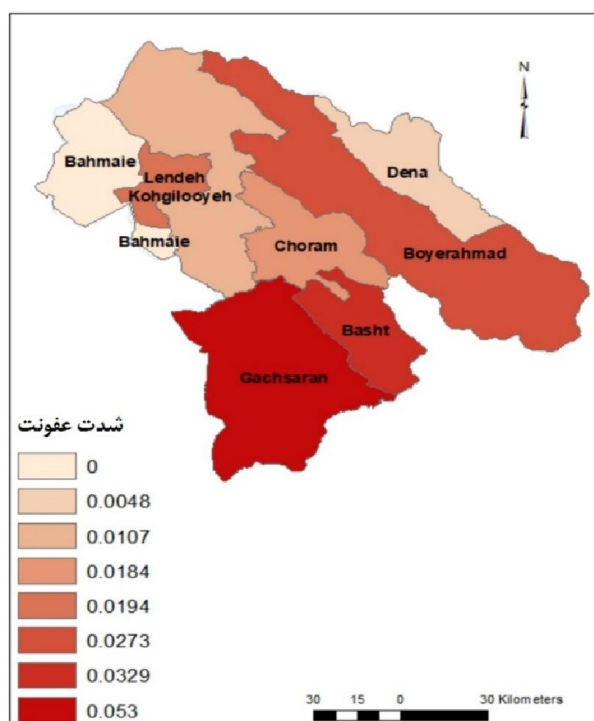 N
Bahmaie
Lendeh
Kohgilooyeh
Dena
Bahmaie
Choram
Boyerahmad
Basht
Gachsaran
شدت عفونت
0
0.0048
0.0107
0.0184
0.0194
0.0273
0.0329
0.053
30 15 0 30 Kilometers